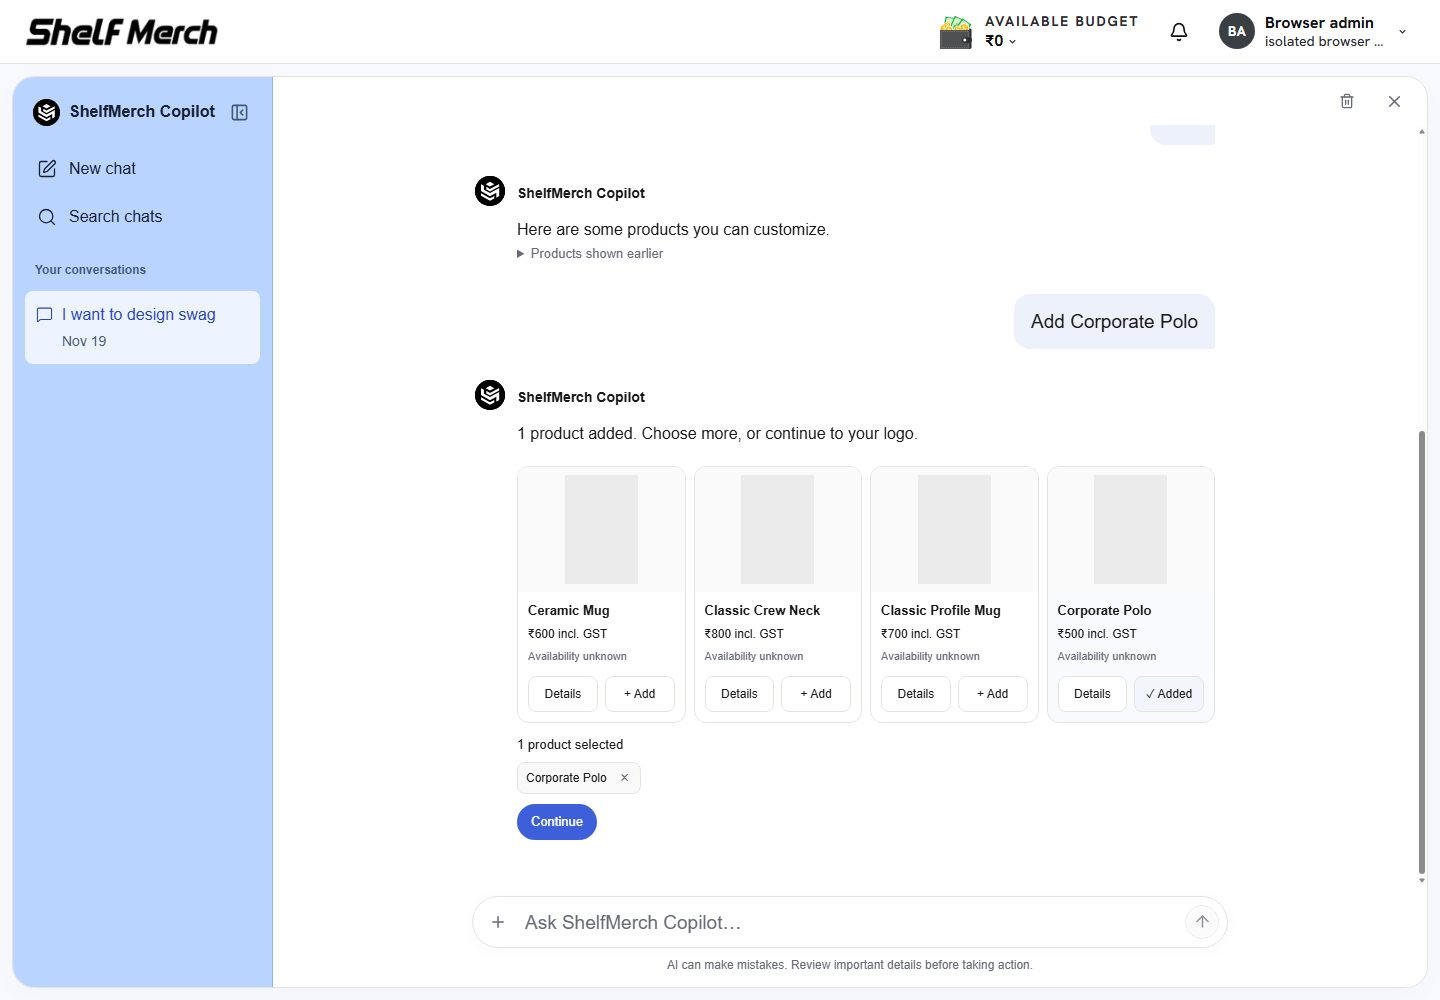 Shelf Merch
AVAILABLE BUDGET
₹0
BA
Browser admin
isolated browser ...
ShelfMerch Copilot
New chat
Search chats
Your conversations
I want to design swag
Nov 19
ShelfMerch Copilot
Here are some products you can customize.
Products shown earlier
Add Corporate Polo
ShelfMerch Copilot
1 product added. Choose more, or continue to your logo.
Ceramic Mug
₹600 incl. GST
Availability unknown
Details
+ Add
Classic Crew Neck
₹800 incl. GST
Availability unknown
Details
+ Add
Classic Profile Mug
₹700 incl. GST
Availability unknown
Details
+ Add
Corporate Polo
₹500 incl. GST
Availability unknown
Details
✓ Added
1 product selected
Corporate Polo ×
Continue
+ Ask ShelfMerch Copilot…
AI can make mistakes. Review important details before taking action.